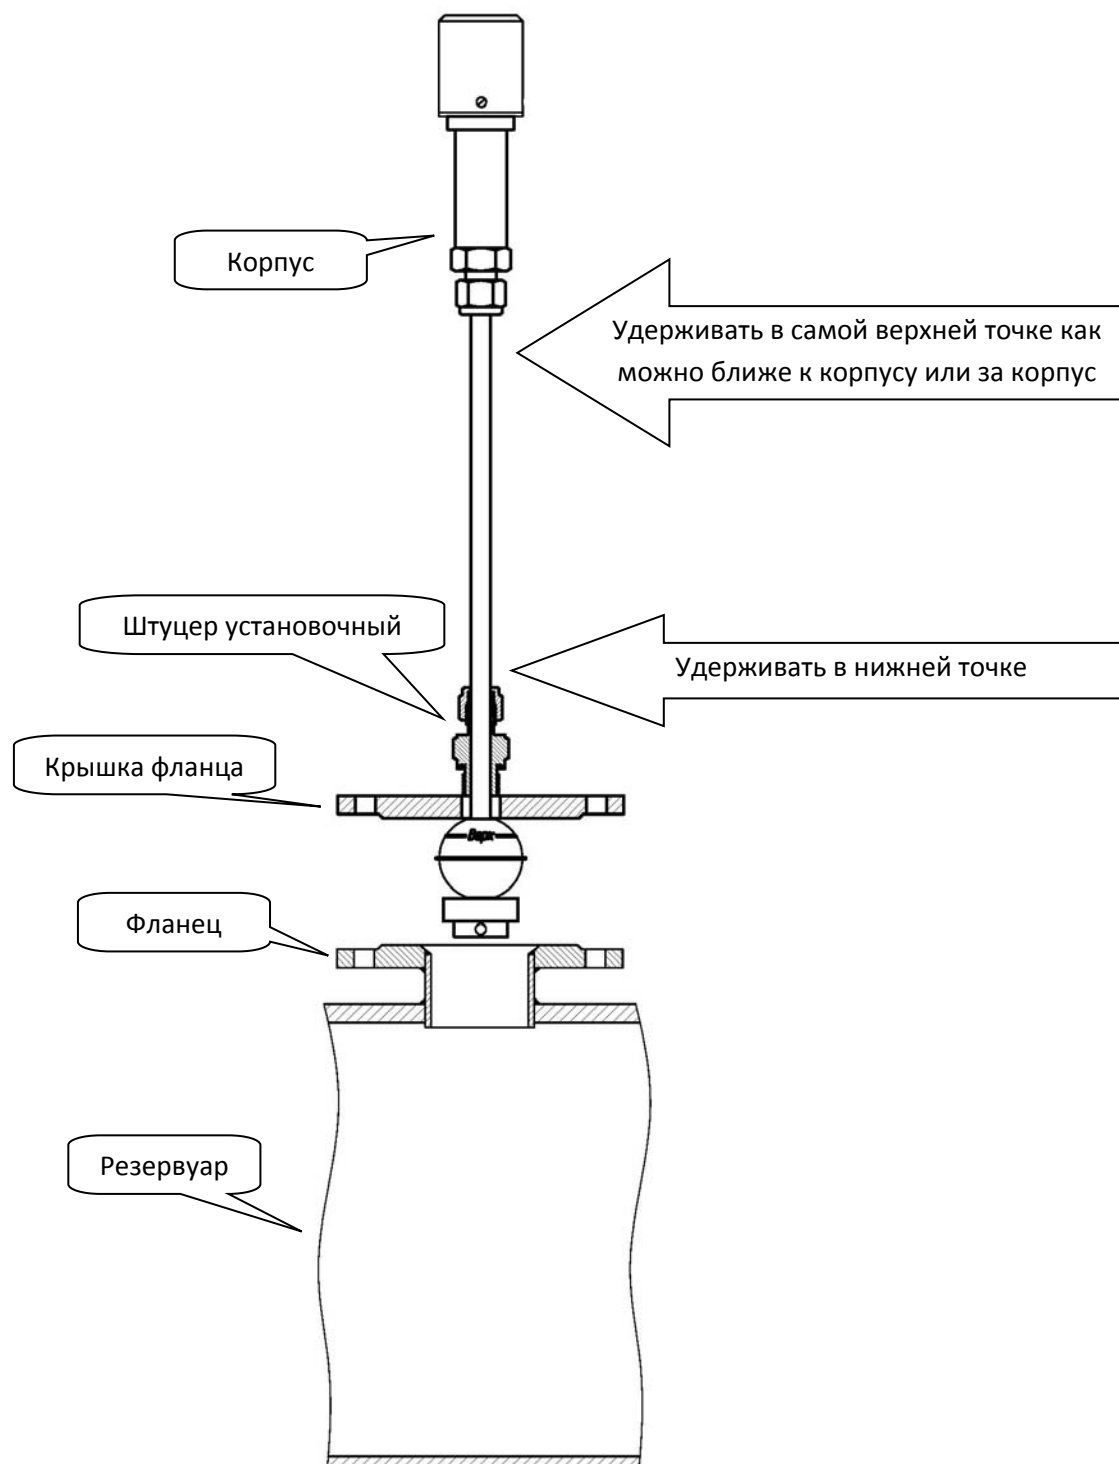 Корпус
Удерживать в самой верхней точке как
можно ближе к корпусу или за корпус
Штуцер установочный
Удерживать в нижней точке
Крышка фланца
Верх
Фланец
Резервуар